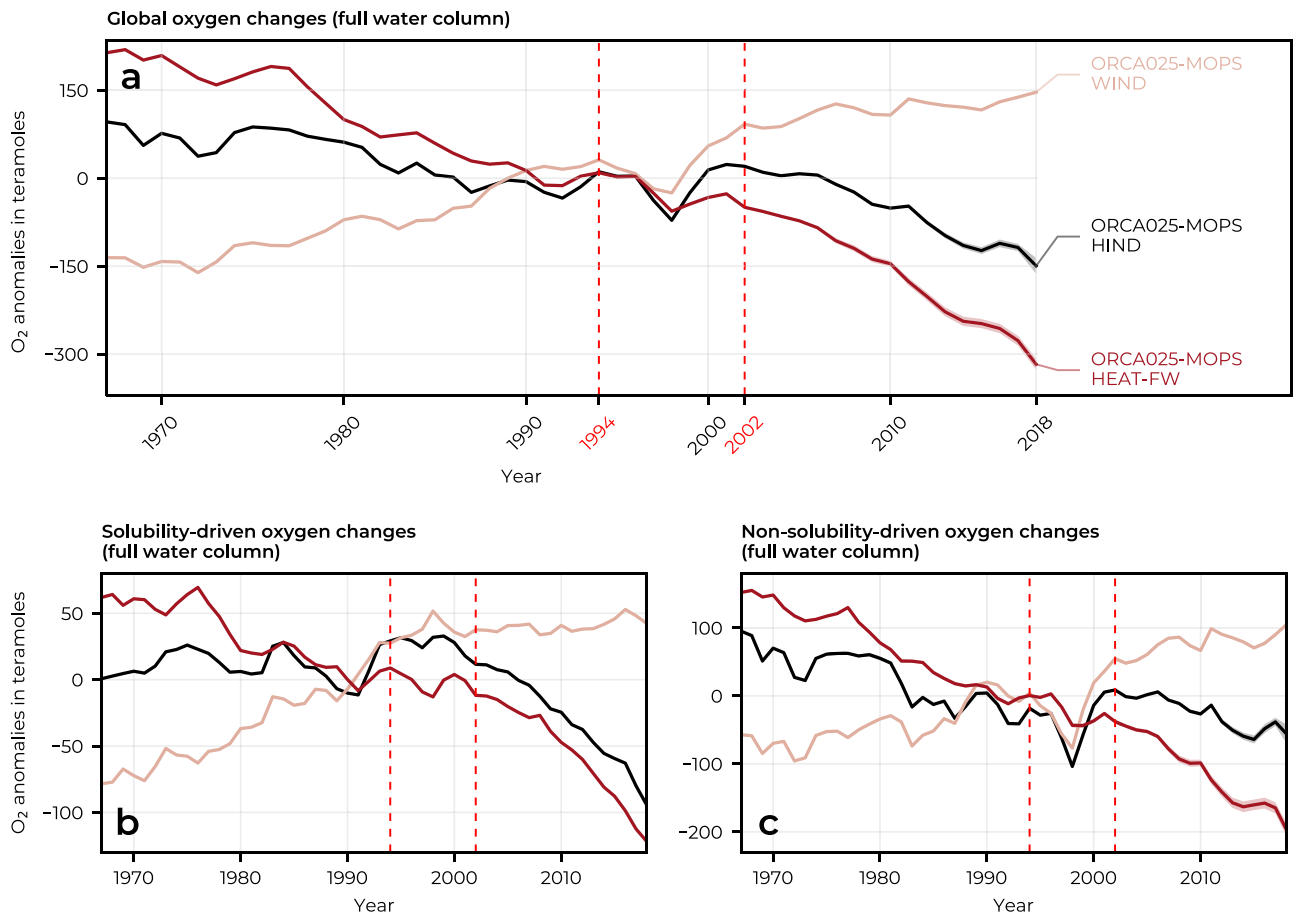 Global oxygen changes (full water column)
a
O₂ anomalies in teramoles
150
0
−150
−300
ORCA025-MOPS
WIND
ORCA025-MOPS
HIND
ORCA025-MOPS
HEAT-FW
1970
1980
1990
1994
2000
2002
2010
2018
Year
Solubility-driven oxygen changes
(full water column)
O₂ anomalies in teramoles
50
0
−50
−100
b
1970
1980
1990
2000
2010
Year
Non-solubility-driven oxygen changes
(full water column)
100
0
−100
−200
c
1970
1980
1990
2000
2010
Year